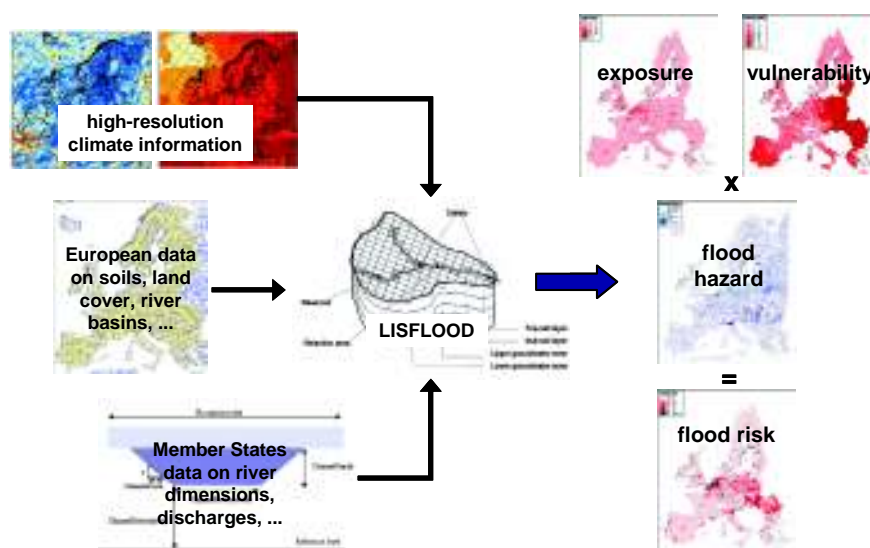 high-resolution
climate information
exposure
vulnerability
x
European data
on soils, land
cover, river
basins, ...
LISFLOOD
flood
hazard
=
flood risk
Member States
data on river
dimensions,
discharges, ...